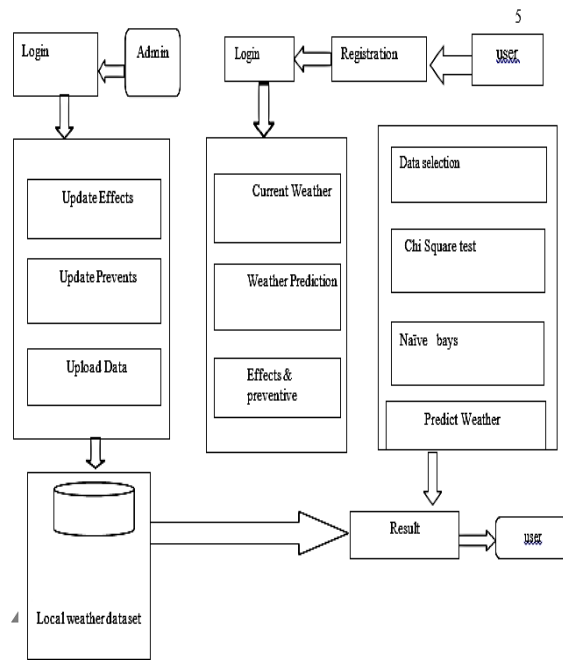 5
Login
Admin
Login
Registration
user
Update Effects
Update Prevents
Upload Data
Current Weather
Weather Prediction
Effects &
preventive
Data selection
Chi Square test
Naïve bays
Predict Weather
Local weather dataset
Result
user